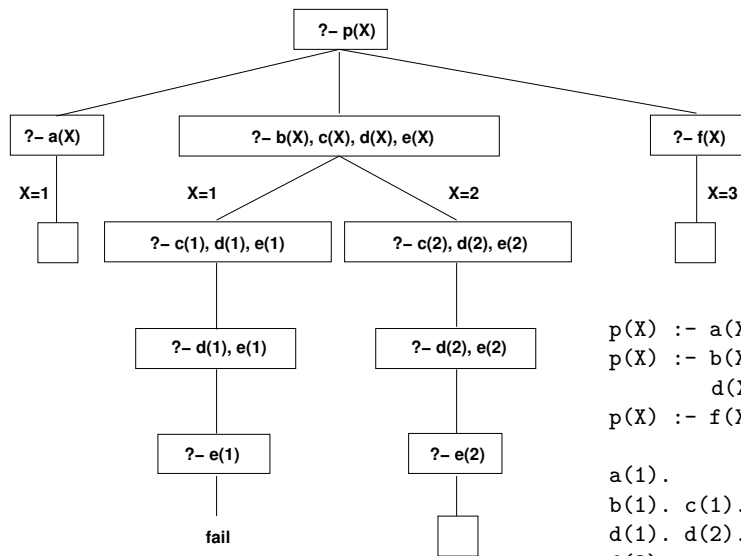 ?– p(X)
?– a(X)
?– b(X), c(X), d(X), e(X)
?– f(X)
X=1
X=1
X=2
X=3
?– c(1), d(1), e(1)
?– c(2), d(2), e(2)
?– d(1), e(1)
?– d(2), e(2)
?– e(1)
?– e(2)
fail
p(X) :- a(X
p(X) :- b(X
d(X
p(X) :- f(X
a(1).
b(1). c(1).
d(1). d(2).